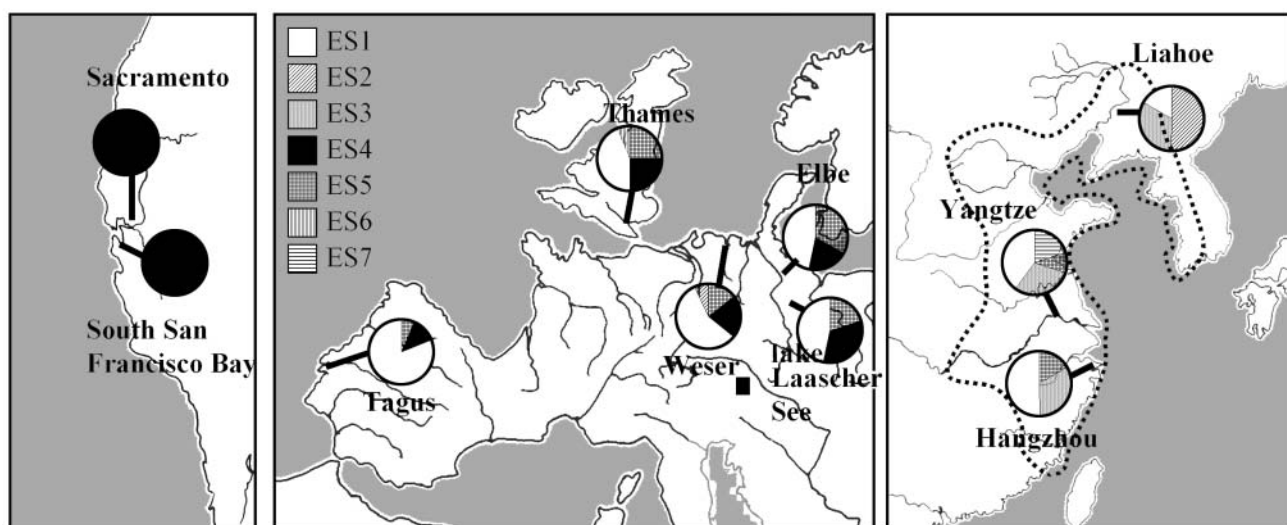 Sacramento
South San
Francisco Bay
ES1
ES2
ES3
ES4
ES5
ES6
ES7
Thames
Elbe
Tagus
Weser
lake
Laascher
See
Liahoe
Yangtze
Hangzhou